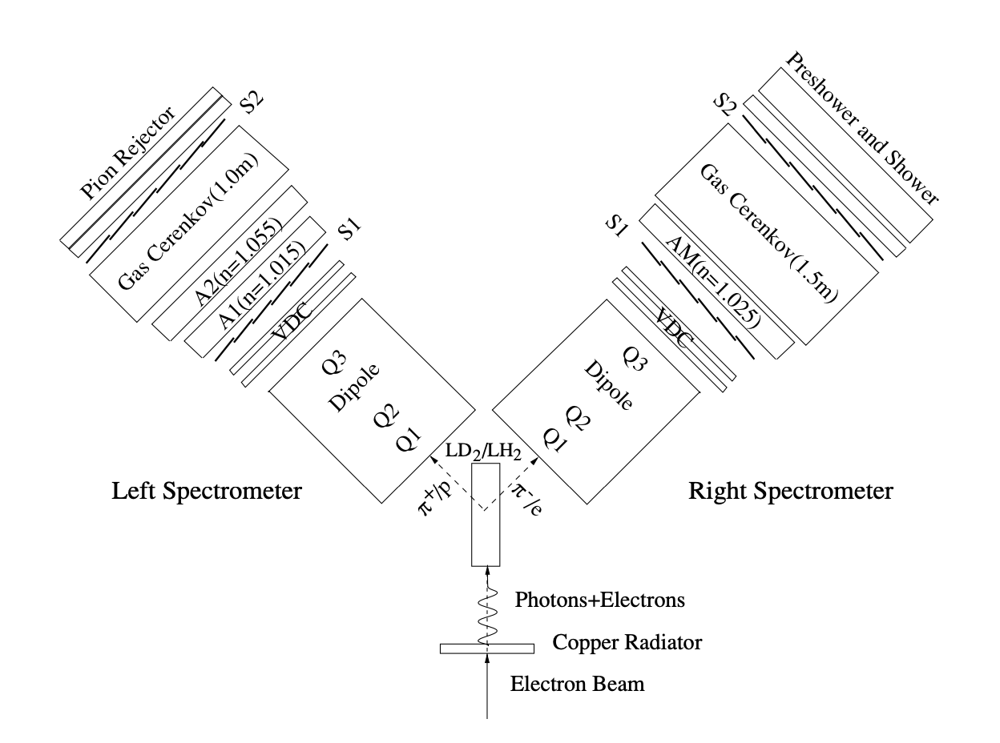 Pion Rejector
S2
Gas Cerenkov(1.0m)
A2(n=1.055)
A1(n=1.015)
S1
VDC
Q3
Dipole
Q2
Q1
Preshower and Shower
S2
Gas Cerenkov(1.5m)
S1
AM(n=1.025)
VDC
Q3
Dipole
Q2
Q1
LD2/LH2
π+/p
π-/e
Left Spectrometer
Right Spectrometer
Photons+Electrons
Copper Radiator
Electron Beam